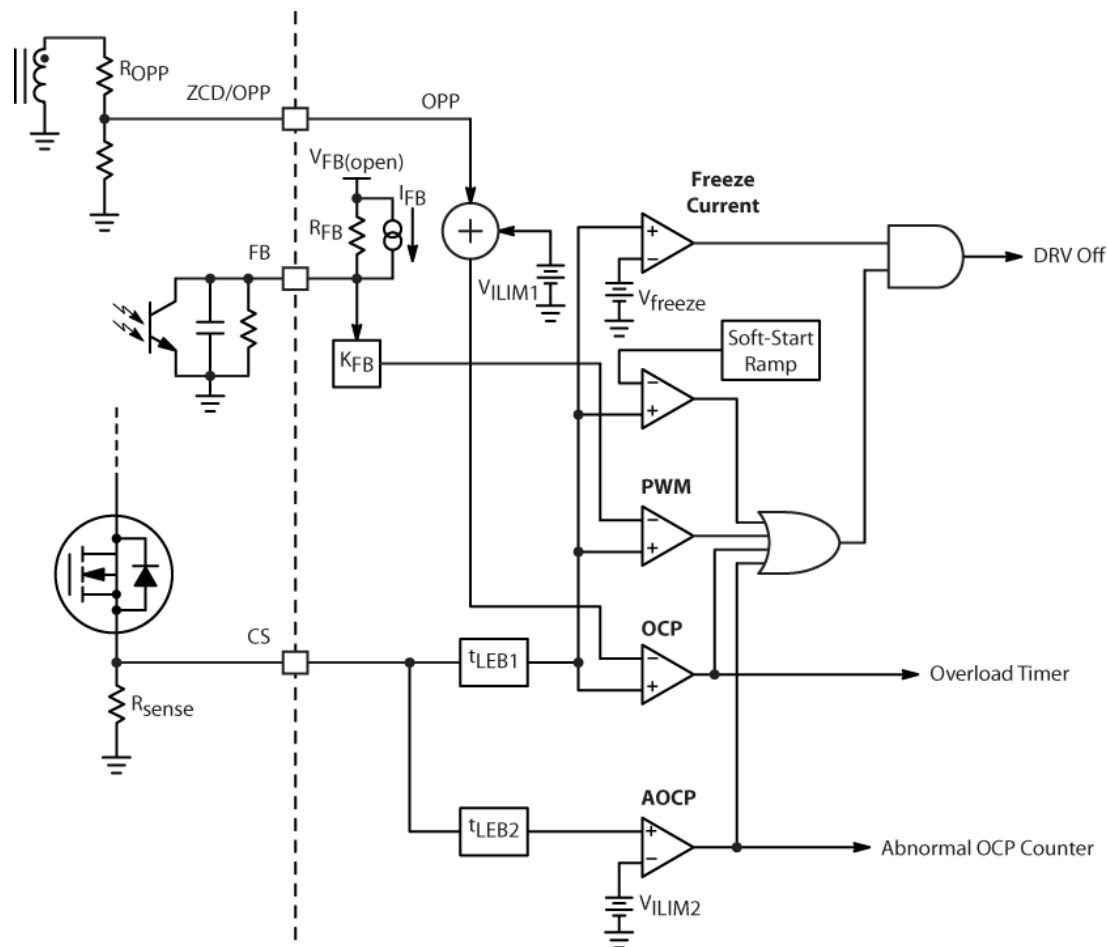 ROPP
ZCD/OPP
OPP
VFB(open)
IFB
RFB
FB
VILIM1
KFB
Freeze
Current
Vfreeze
DRV Off
Soft-Start
Ramp
PWM
CS
tLEB1
OCP
Overload Timer
Rsense
tLEB2
AOCP
Abnormal OCP Counter
VILIM2